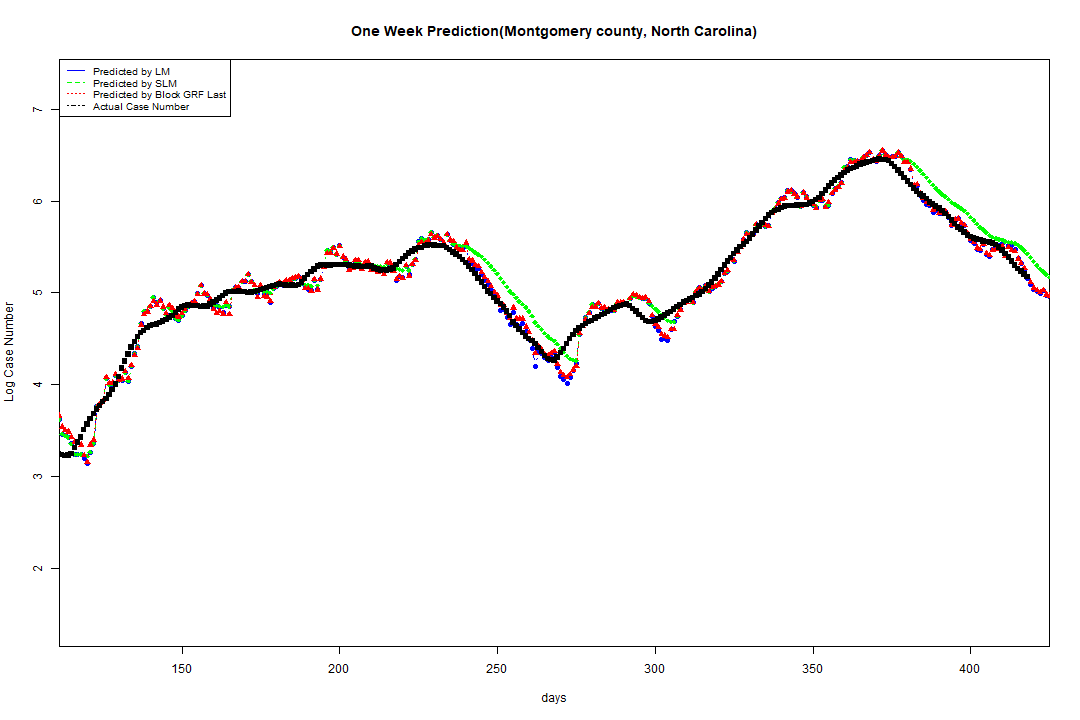 One Week Prediction(Montgomery county, North Carolina)
Predicted by LM
Predicted by SLM
Predicted by Block GRF Last
Actual Case Number
7
6
5
4
3
2
Log Case Number
150 200 250 300 350 400
days